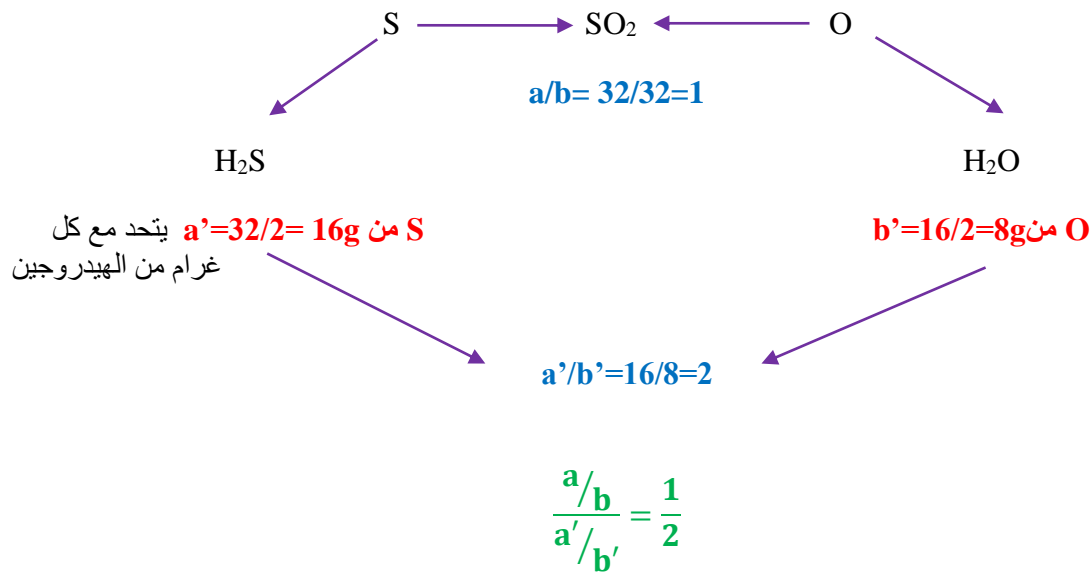 S SO₂ O
a/b= 32/32=1
H₂S H₂O
a’=32/2= 16g من S يتحد مع كل
غرام من الهيدروجين
b’=16/2=8g من O
a’/b’=16/8=2
(a/b)/(a′/b′) = 1/2